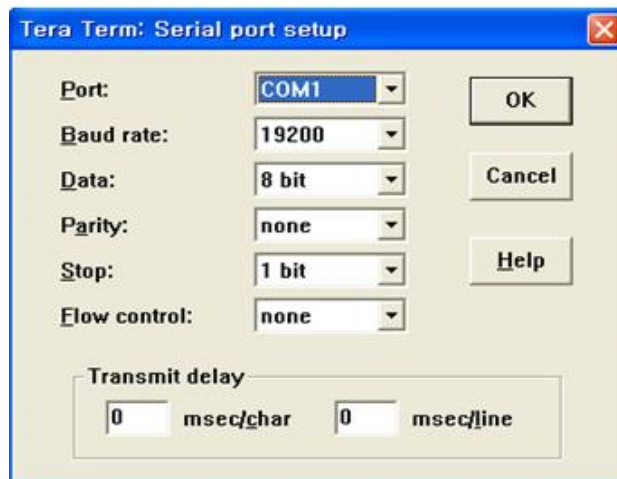 Tera Term: Serial port setup
Port: COM1
OK
Baud rate: 19200
Data: 8 bit
Cancel
Parity: none
Stop: 1 bit
Help
Flow control: none
Transmit delay
0 msec/char 0 msec/line